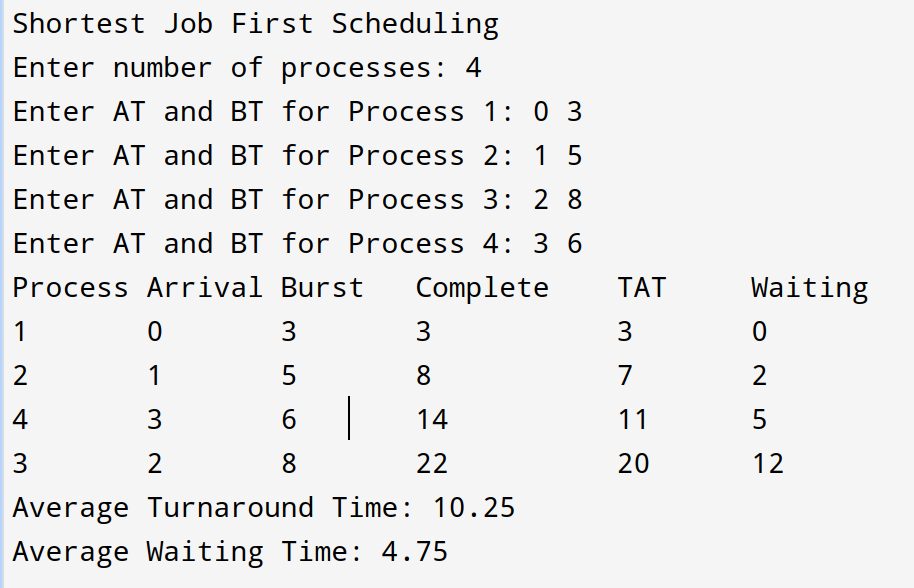 Shortest Job First Scheduling
Enter number of processes: 4
Enter AT and BT for Process 1: 0 3
Enter AT and BT for Process 2: 1 5
Enter AT and BT for Process 3: 2 8
Enter AT and BT for Process 4: 3 6
Process Arrival Burst Complete TAT Waiting
1 0 3 3 3 0
2 1 5 8 7 2
4 3 6 14 11 5
3 2 8 22 20 12
Average Turnaround Time: 10.25
Average Waiting Time: 4.75